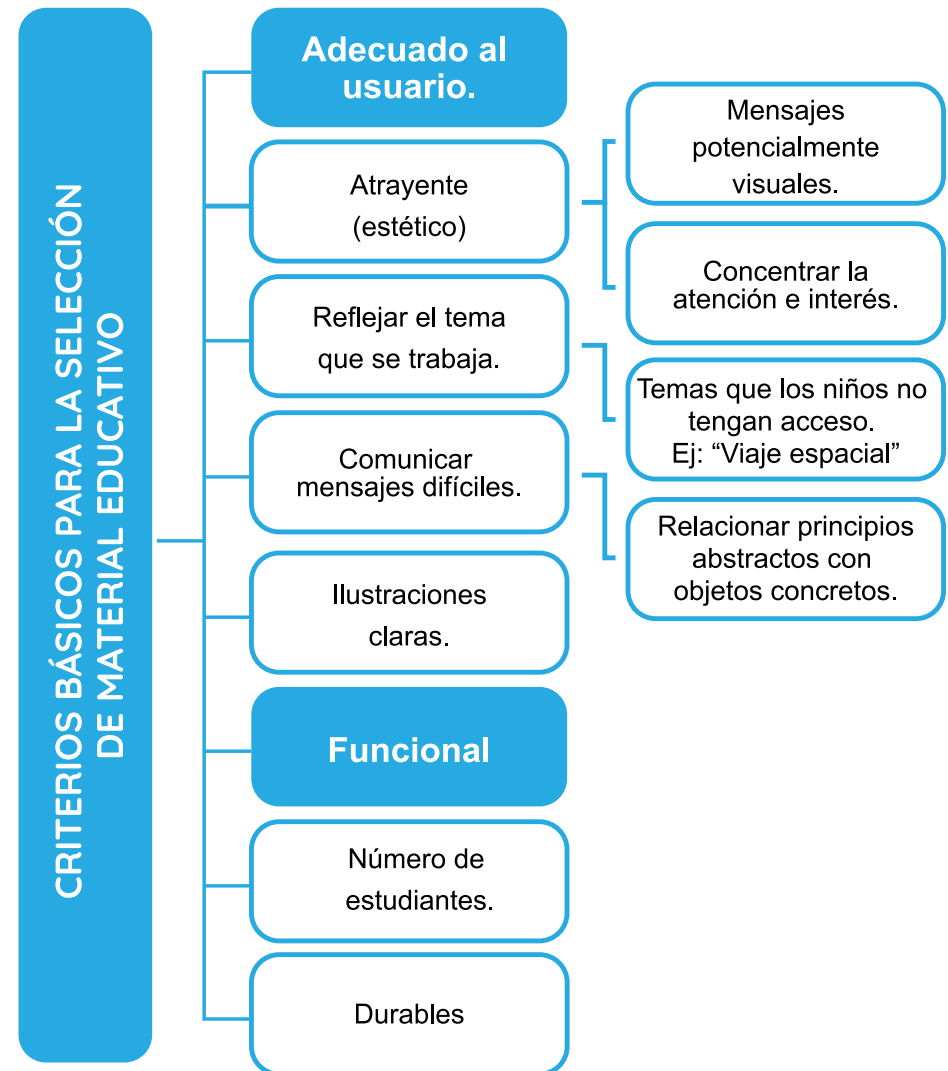 CRITERIOS BÁSICOS PARA LA SELECCIÓN
DE MATERIAL EDUCATIVO
Adecuado al
usuario.
Atrayente
(estético)
Mensajes
potencialmente
visuales.
Concentrar la
atención e interés.
Reflejar el tema
que se trabaja.
Temas que los niños no
tengan acceso.
Ej: “Viaje espacial”
Comunicar
mensajes difíciles.
Relacionar principios
abstractos con
objetos concretos.
Ilustraciones
claras.
Funcional
Número de
estudiantes.
Durables